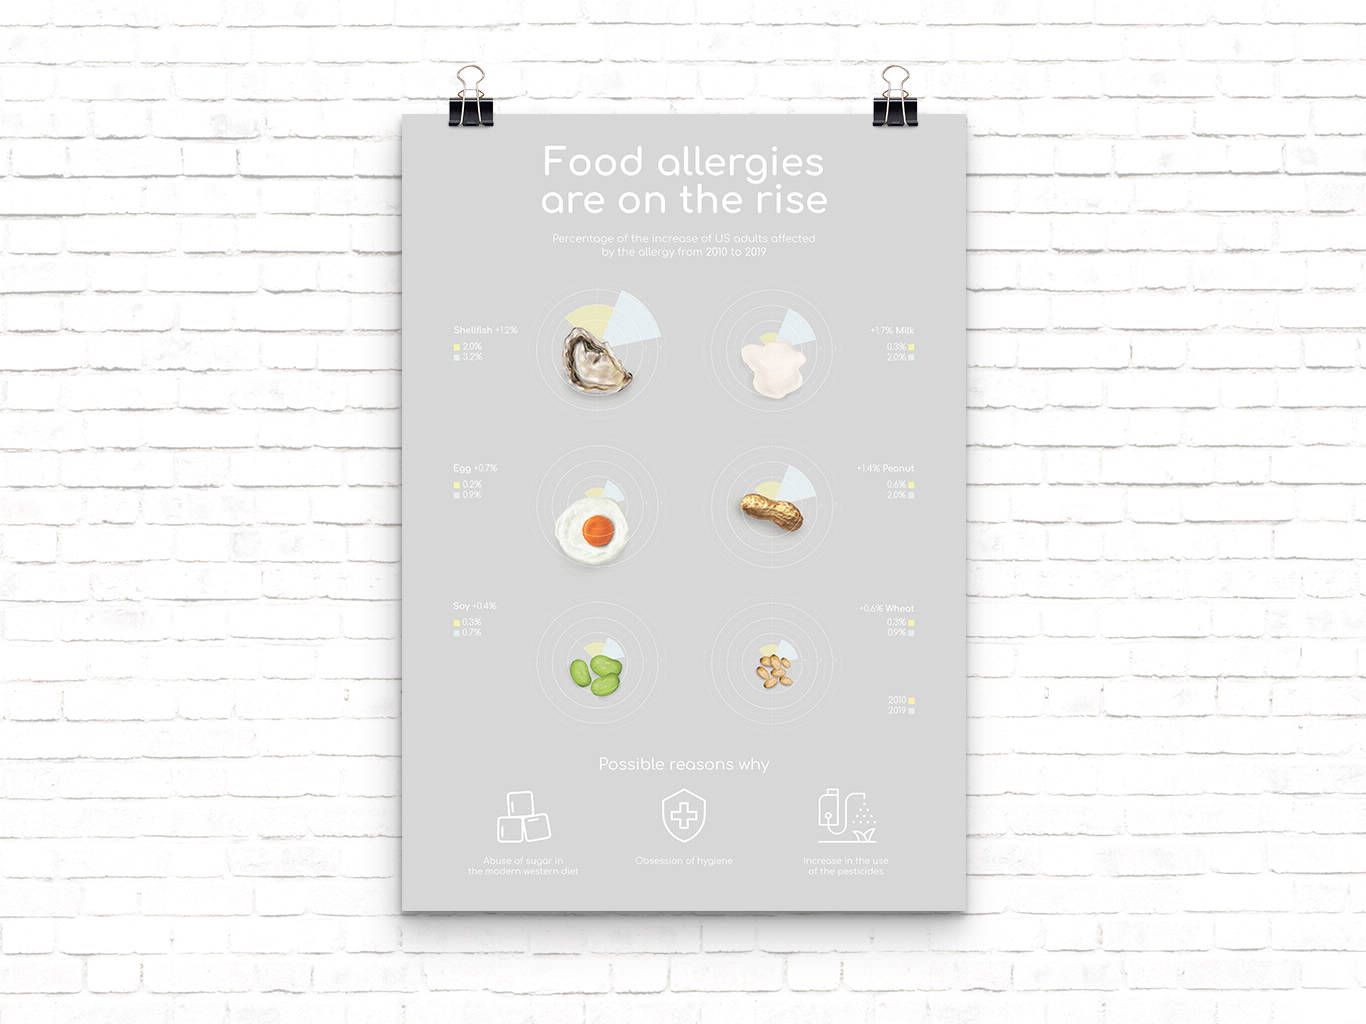 Food allergies
are on the rise
Percentage of the increase of US adults affected
by the allergy from 2010 to 2019
Shellfish +1.2%
2.0%
3.2%
+1.7% Milk
0.3%
2.0%
Egg +0.7%
0.2%
0.9%
+1.4% Peanut
0.6%
2.0%
Soy +0.4%
0.3%
0.7%
+0.6% Wheat
0.3%
0.9%
2010
2019
Possible reasons why
Abuse of sugar in
the modern western diet
Obsession of hygiene
Increase in the use
of the pesticides